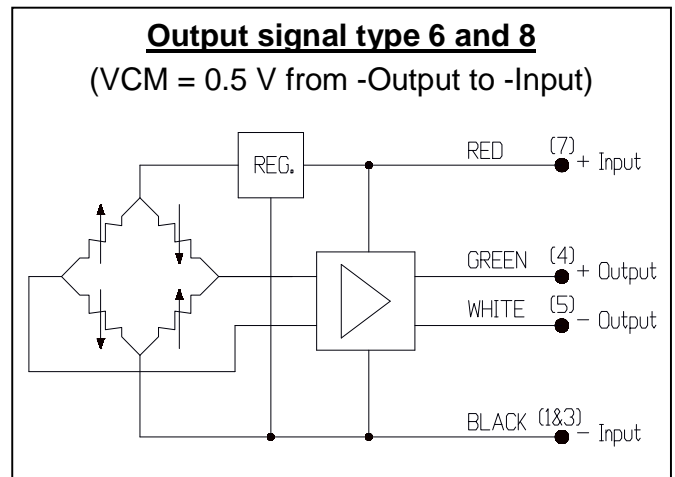 Output signal type 6 and 8
(VCM = 0.5 V from -Output to -Input)
REG.
RED (7) + Input
GREEN (4) + Output
WHITE (5) - Output
BLACK (1&3) - Input